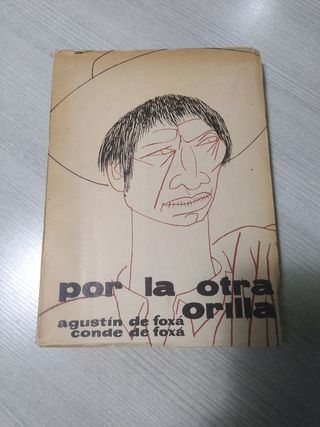 por la otra
orilla
agustín de foxá
conde de foxá